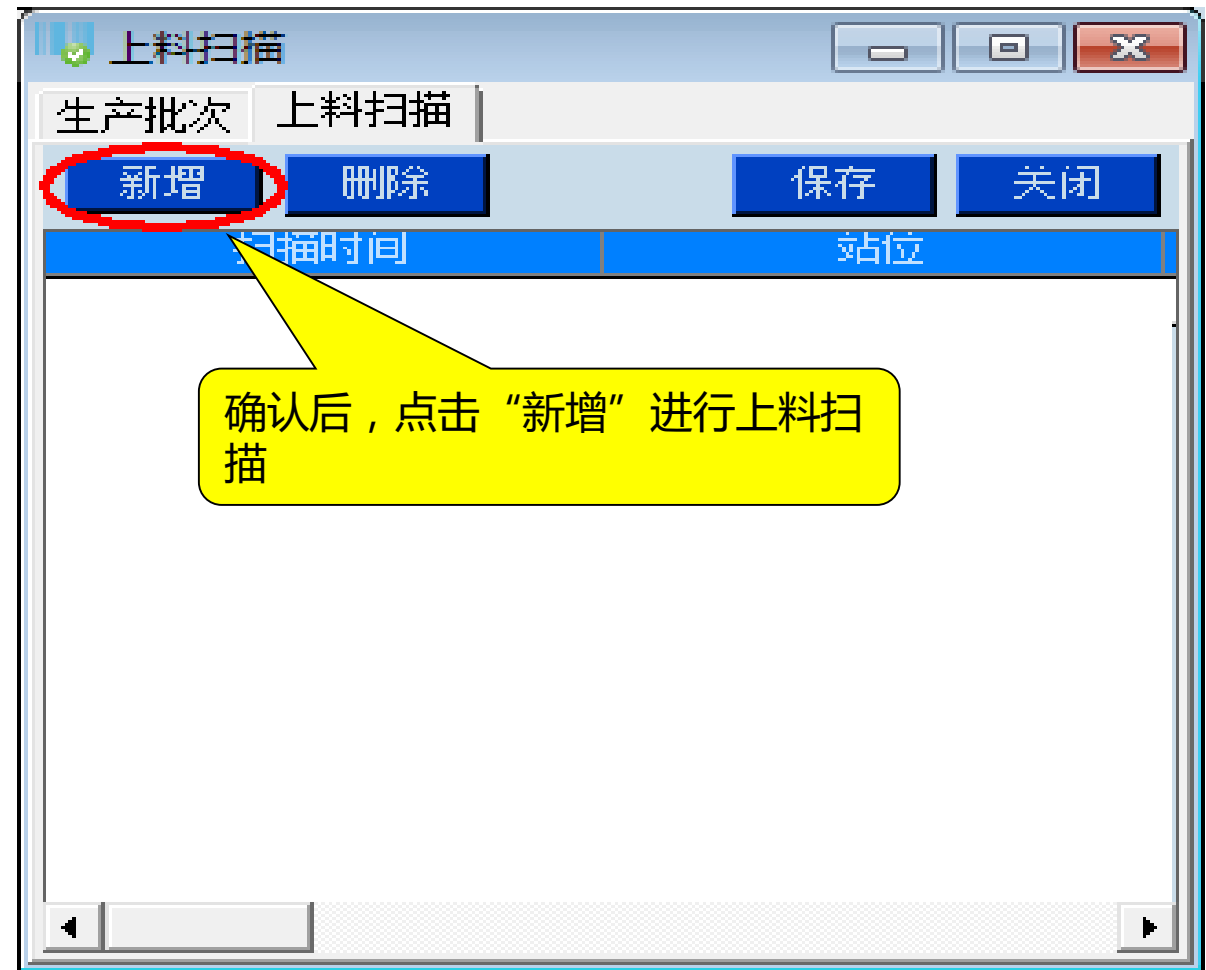 上料扫描
生产批次 上料扫描
新增 删除 保存 关闭
扫描时间 站位
确认后，点击“新增”进行上料扫
描